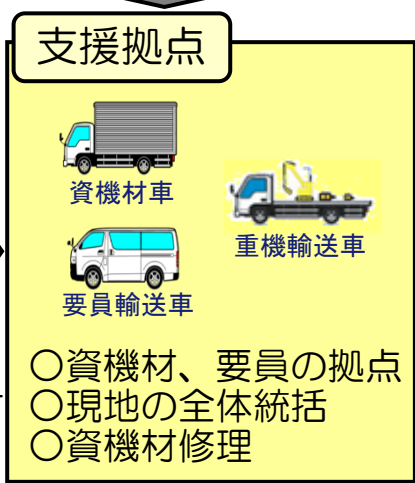 支援拠点
資機材車
重機輸送車
要員輸送車
○資機材、要員の拠点
○現地の全体統括
○資機材修理